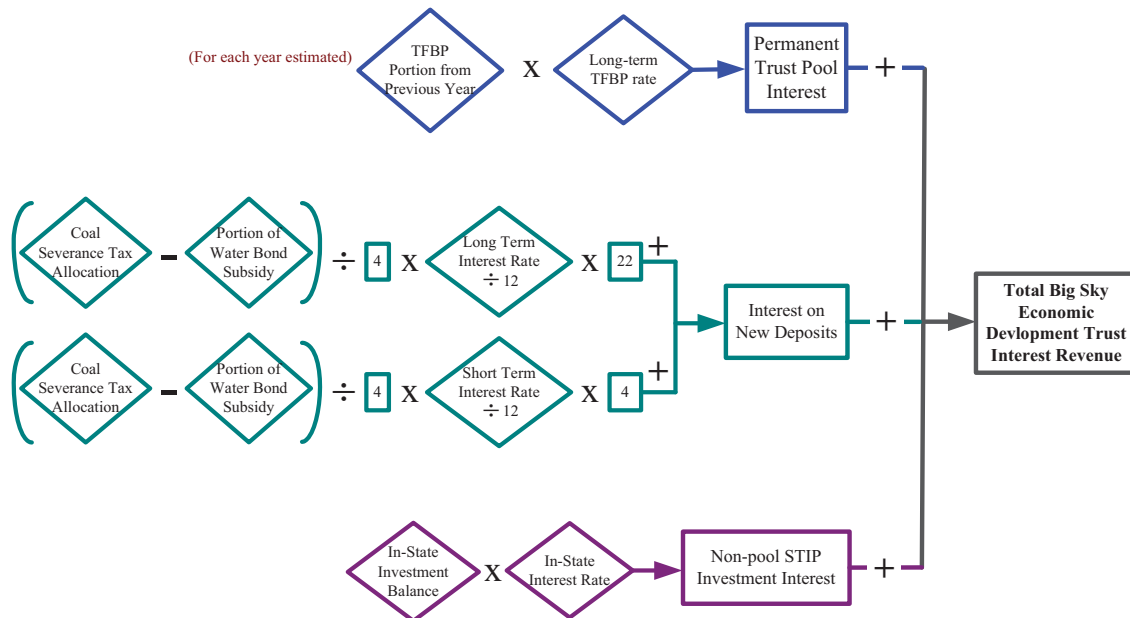 (For each year estimated)
TFBP
Portion from
Previous Year
X
Long-term
TFBP rate
Permanent
Trust Pool
Interest
+
(
Coal
Severance Tax
Allocation
-
Portion of
Water Bond
Subsidy
)
÷
4
X
Long Term
Interest Rate
÷ 12
X
22
+
(
Coal
Severance Tax
Allocation
-
Portion of
Water Bond
Subsidy
)
÷
4
X
Short Term
Interest Rate
÷ 12
X
4
+
Interest on
New Deposits
+
In-State
Investment
Balance
X
In-State
Interest Rate
Non-pool STIP
Investment Interest
+
Total Big Sky
Economic
Devlopment Trust
Interest Revenue